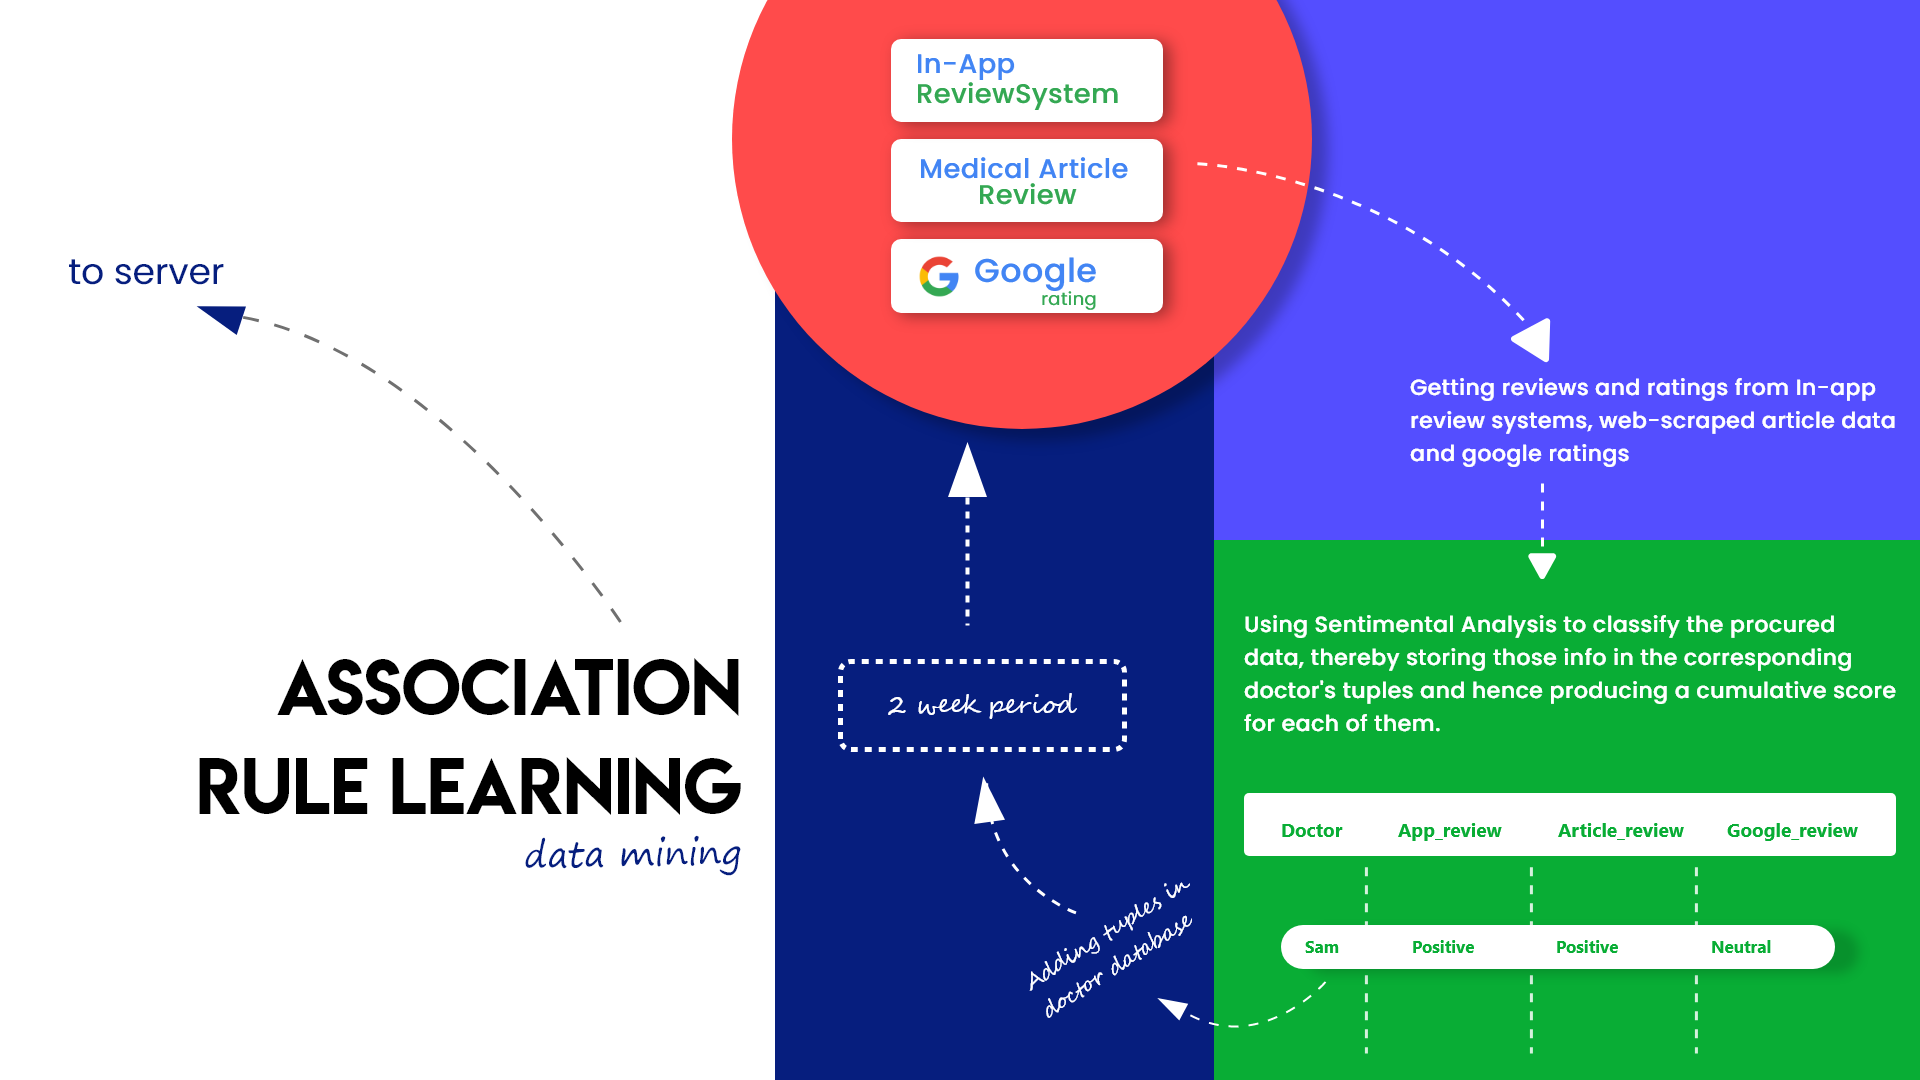 In-App
ReviewSystem
Medical Article
Review
Google
rating
to server
Getting reviews and ratings from In-app
review systems, web-scraped article data
and google ratings
Using Sentimental Analysis to classify the procured
data, thereby storing those info in the corresponding
doctor's tuples and hence producing a cumulative score
for each of them.
ASSOCIATION
RULE LEARNING
data mining
2 week period
Doctor App_review Article_review Google_review
Sam Positive Positive Neutral
Adding tuples in
doctor database